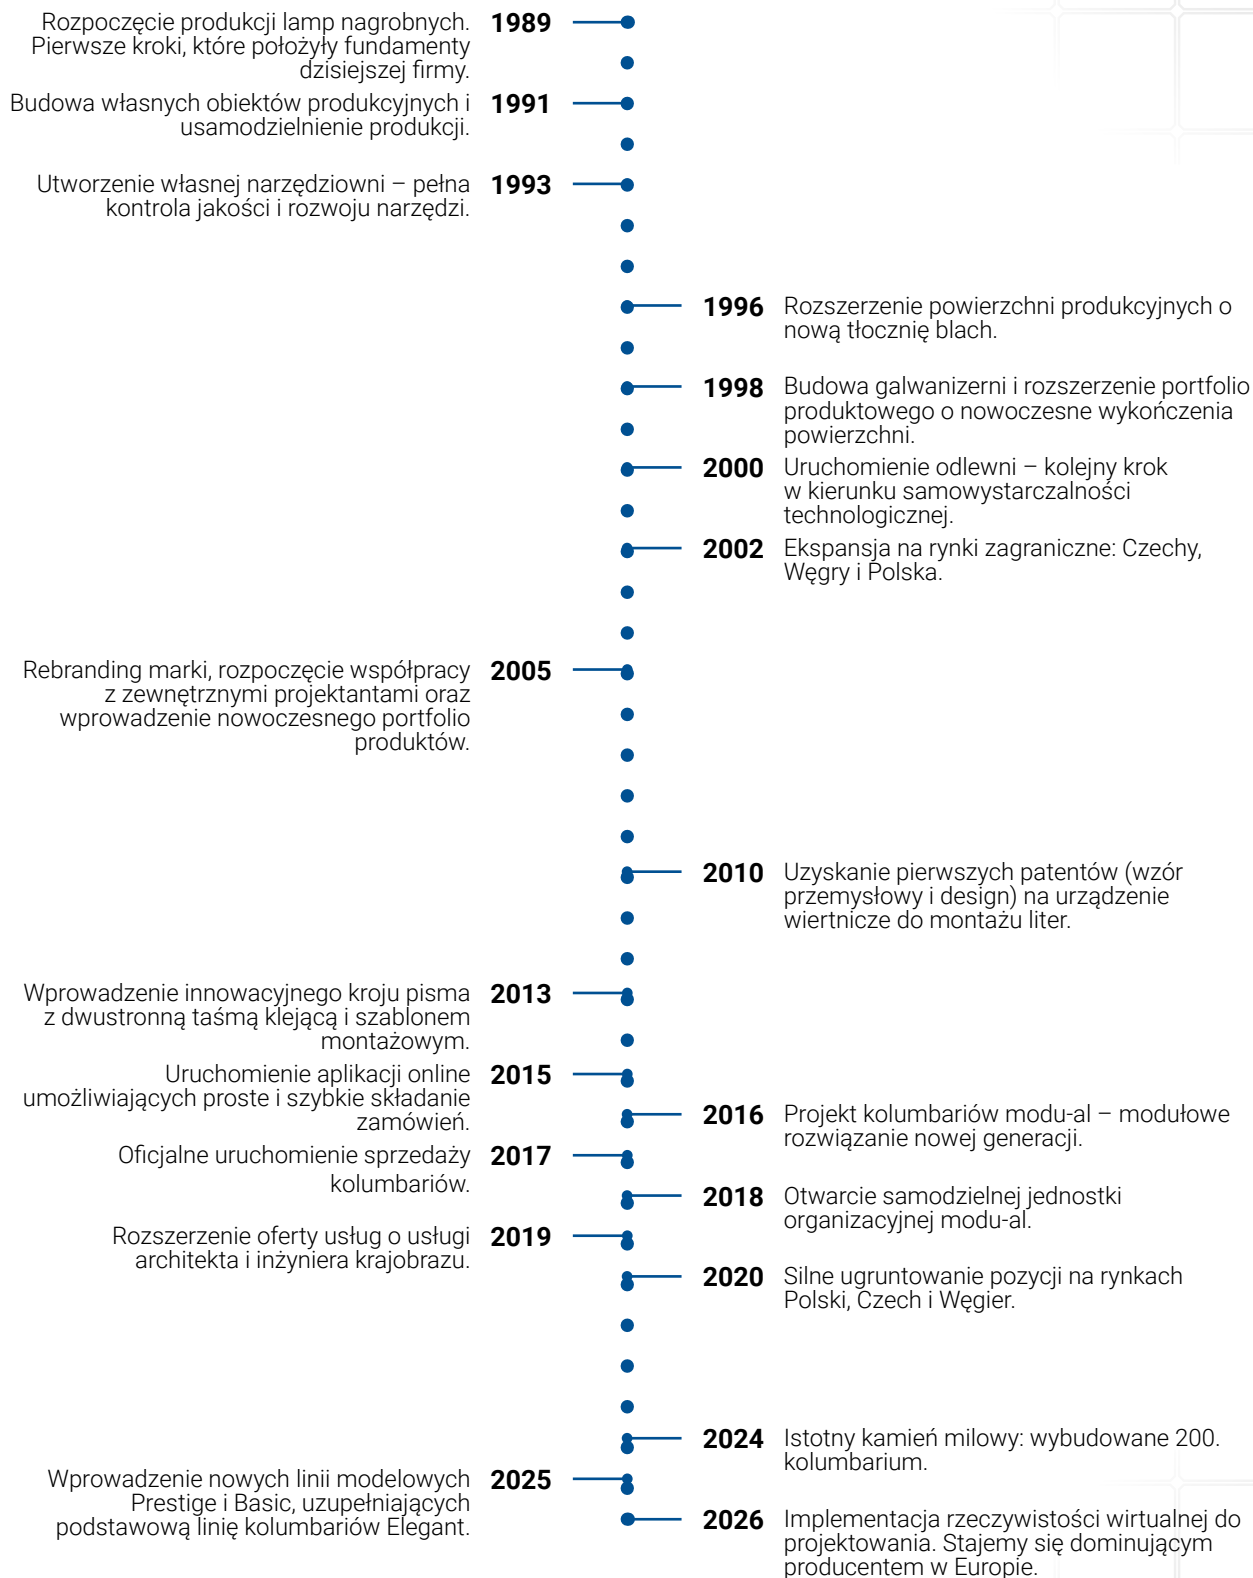 Rozpoczęcie produkcji lamp nagrobnych. 1989
Pierwsze kroki, które położyły fundamenty
dzisiejszej firmy.
Budowa własnych obiektów produkcyjnych i 1991
usamodzielnienie produkcji.
Utworzenie własnej narzędziowni – pełna 1993
kontrola jakości i rozwoju narzędzi.
1996 Rozszerzenie powierzchni produkcyjnych o
nową tłocznię blach.
1998 Budowa galwanizerni i rozszerzenie portfolio
produktowego o nowoczesne wykończenia
powierzchni.
2000 Uruchomienie odlewni – kolejny krok
w kierunku samowystarczalności
technologicznej.
2002 Ekspansja na rynki zagraniczne: Czechy,
Węgry i Polska.
Rebranding marki, rozpoczęcie współpracy 2005
z zewnętrznymi projektantami oraz
wprowadzenie nowoczesnego portfolio
produktów.
2010 Uzyskanie pierwszych patentów (wzór
przemysłowy i design) na urządzenie
wiertnicze do montażu liter.
Wprowadzenie innowacyjnego kroju pisma 2013
z dwustronną taśmą klejącą i szablonem
montażowym.
Uruchomienie aplikacji online 2015
umożliwiających proste i szybkie składanie
zamówień.
2016 Projekt kolumbariów modu-al – modułowe
rozwiązanie nowej generacji.
Oficjalne uruchomienie sprzedaży 2017
kolumbariów.
2018 Otwarcie samodzielnej jednostki
organizacyjnej modu-al.
Rozszerzenie oferty usług o usługi 2019
architekta i inżyniera krajobrazu.
2020 Silne ugruntowanie pozycji na rynkach
Polski, Czech i Węgier.
2024 Istotny kamień milowy: wybudowane 200.
kolumbarium.
Wprowadzenie nowych linii modelowych 2025
Prestige i Basic, uzupełniających
podstawową linię kolumbariów Elegant.
2026 Implementacja rzeczywistości wirtualnej do
projektowania. Stajemy się dominującym
producentem w Europie.